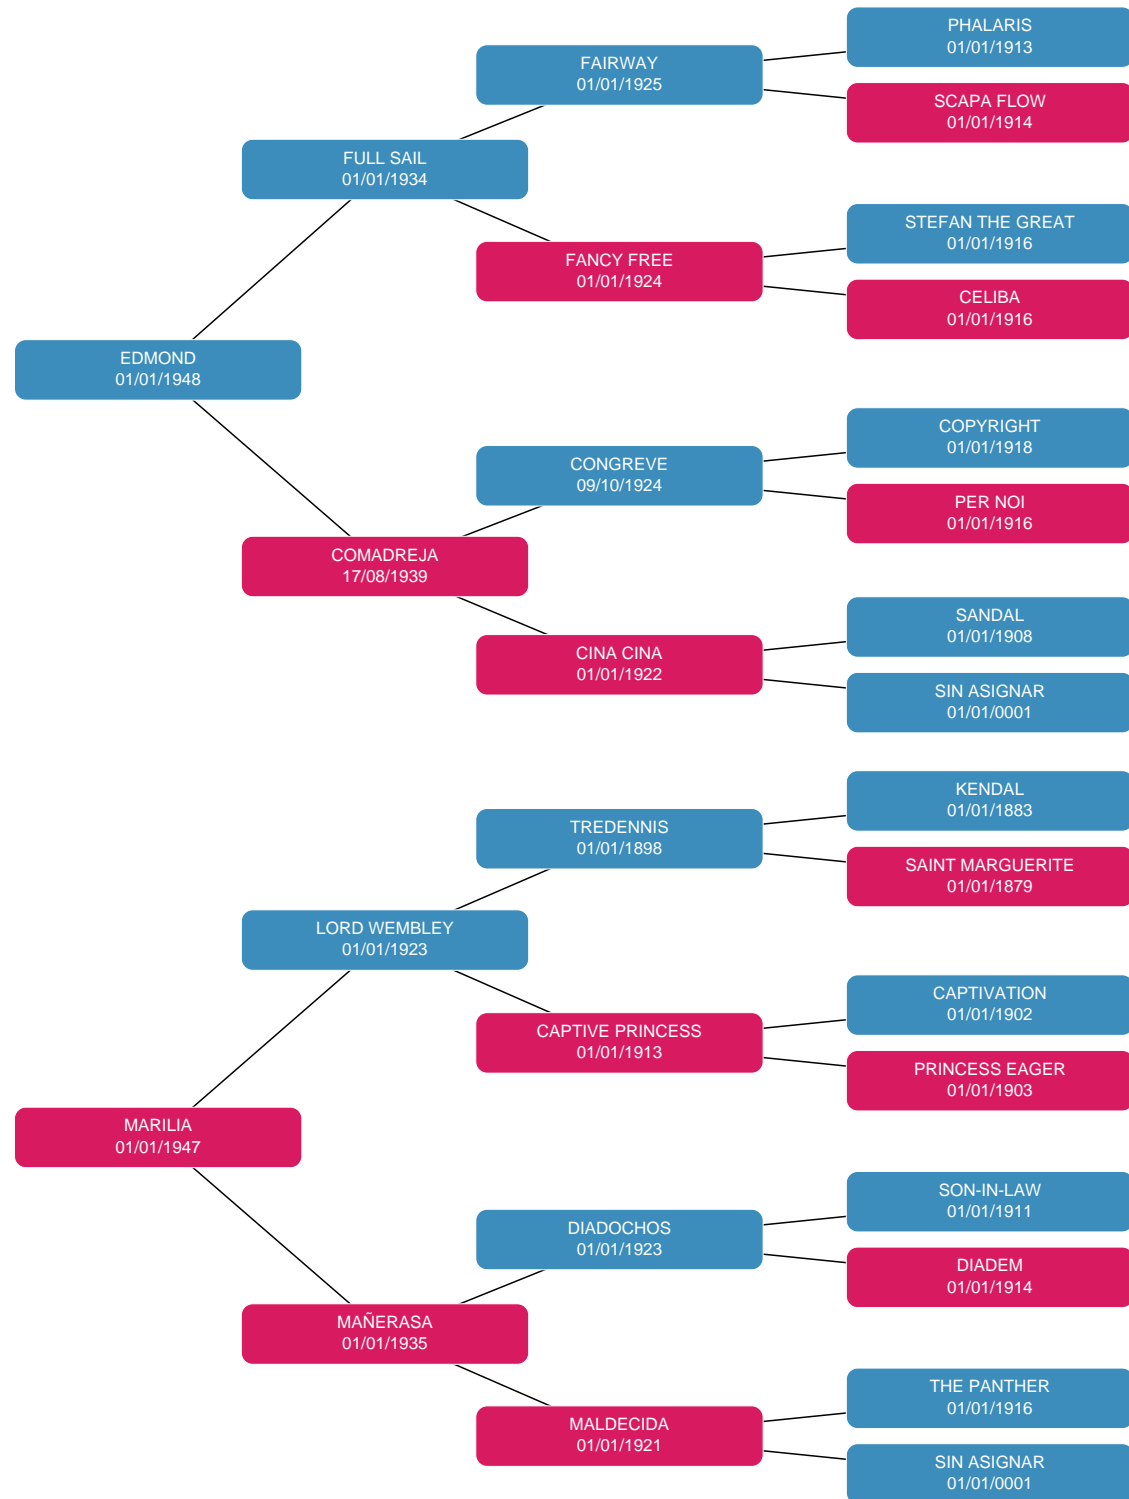 PHALARIS
01/01/1913
FAIRWAY
01/01/1925
SCAPA FLOW
01/01/1914
FULL SAIL
01/01/1934
STEFAN THE GREAT
01/01/1916
FANCY FREE
01/01/1924
CELIBA
01/01/1916
EDMOND
01/01/1948
COPYRIGHT
01/01/1918
CONGREVE
09/10/1924
PER NOI
01/01/1916
COMADREJA
17/08/1939
SANDAL
01/01/1908
CINA CINA
01/01/1922
SIN ASIGNAR
01/01/0001
KENDAL
01/01/1883
TREDENNIS
01/01/1898
SAINT MARGUERITE
01/01/1879
LORD WEMBLEY
01/01/1923
CAPTIVATION
01/01/1902
CAPTIVE PRINCESS
01/01/1913
PRINCESS EAGER
01/01/1903
MARILIA
01/01/1947
SON-IN-LAW
01/01/1911
DIADOCHOS
01/01/1923
DIADEM
01/01/1914
MAÑERASA
01/01/1935
THE PANTHER
01/01/1916
MALDECIDA
01/01/1921
SIN ASIGNAR
01/01/0001